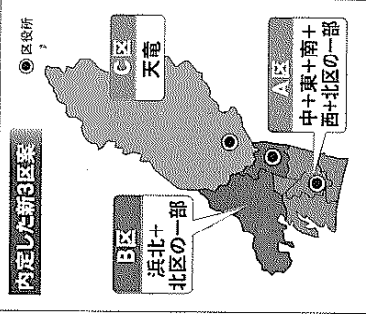 内定した新3区案
◉区役所
C区
天竜
B区
浜北+
北区の一部
A区
中+東+南+
西+北区の一部